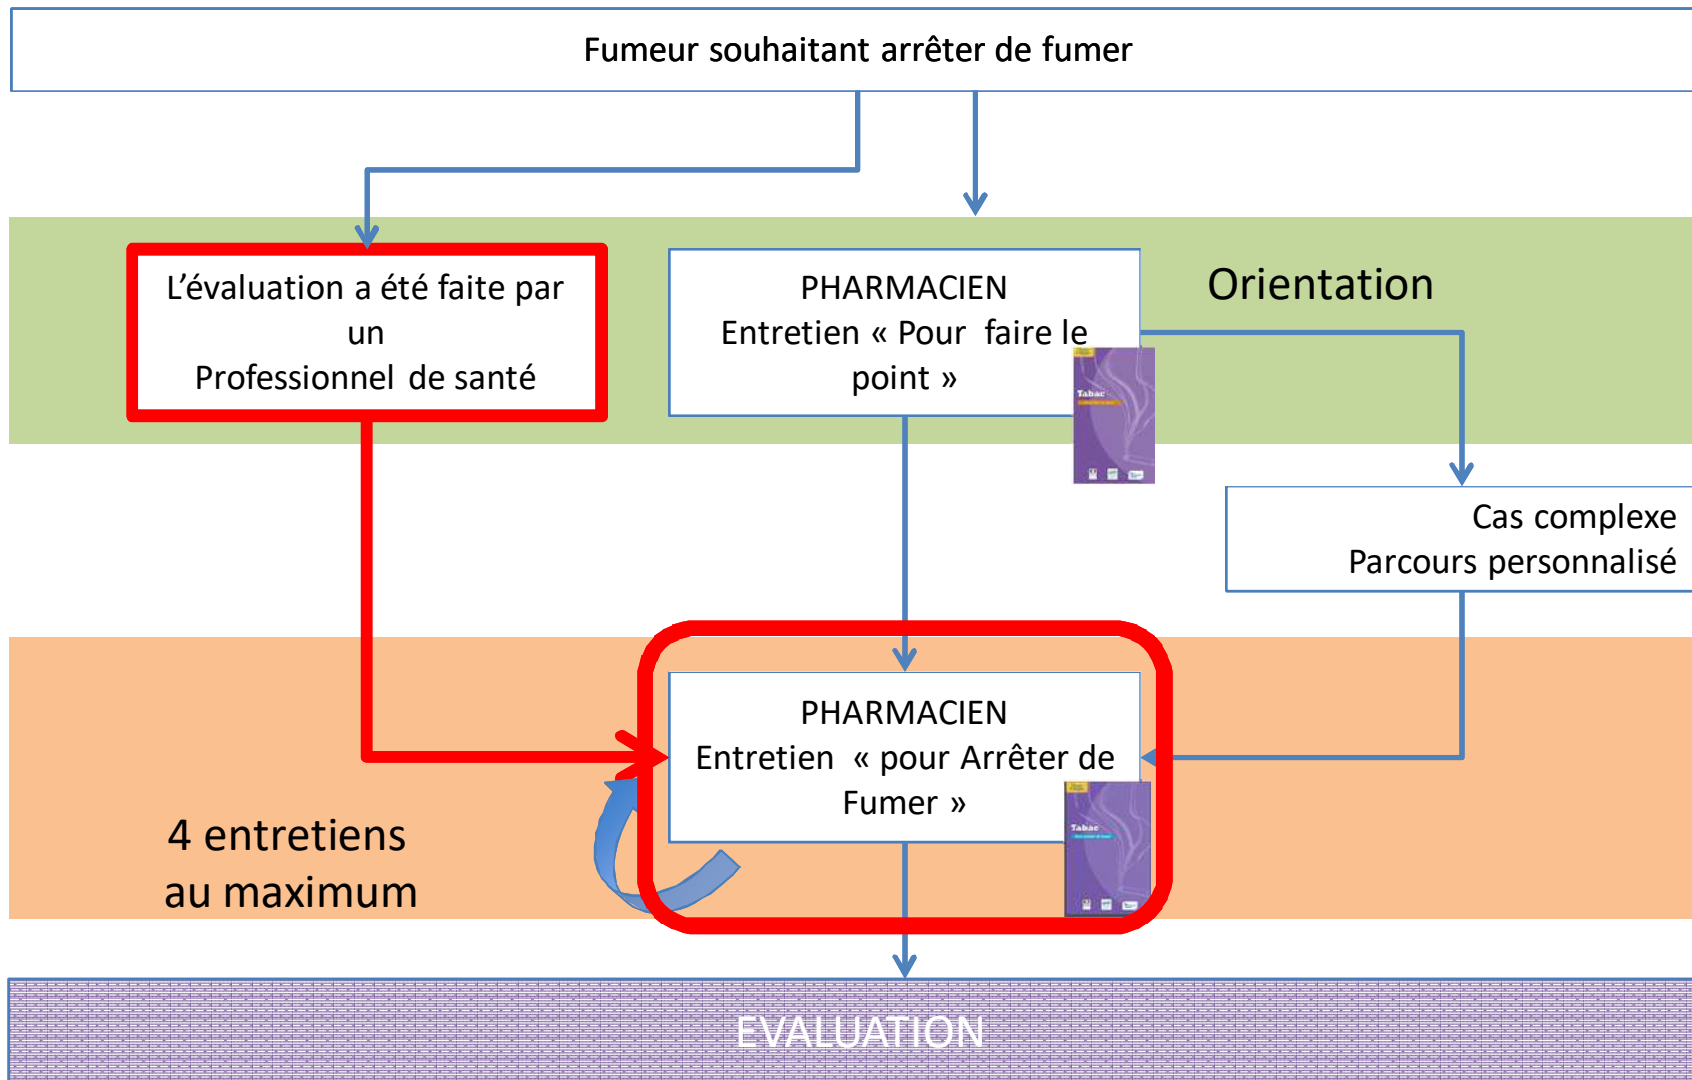 Fumeur souhaitant arrêter de fumer
L’évaluation a été faite par
un
Professionnel de santé
PHARMACIEN
Entretien « Pour faire le
point »
Orientation
Tabac
Cas complexe
Parcours personnalisé
PHARMACIEN
Entretien « pour Arrêter de
Fumer »
Tabac
4 entretiens
au maximum
EVALUATION